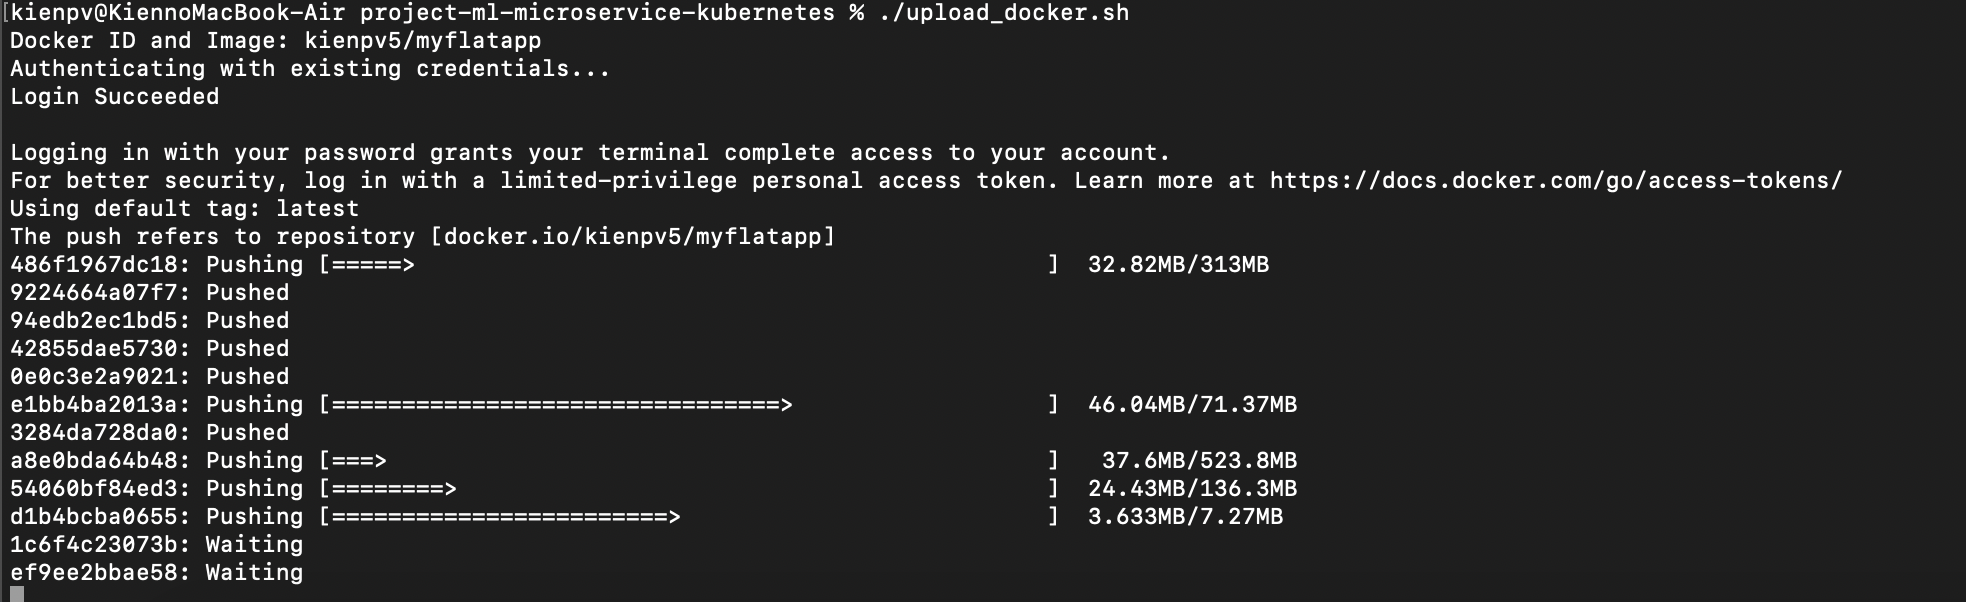 [kienpv@KiennoMacBook-Air project-ml-microservice-kubernetes % ./upload_docker.sh
Docker ID and Image: kienpv5/myflatapp
Authenticating with existing credentials...
Login Succeeded
Logging in with your password grants your terminal complete access to your account.
For better security, log in with a limited-privilege personal access token. Learn more at https://docs.docker.com/go/access-tokens/
Using default tag: latest
The push refers to repository [docker.io/kienpv5/myflatapp]
486f1967dc18: Pushing [=====>                                             ]  32.82MB/313MB
9224664a07f7: Pushed
94edb2ec1bd5: Pushed
42855dae5730: Pushed
0e0c3e2a9021: Pushed
e1bb4ba2013a: Pushing [================================>                  ]  46.04MB/71.37MB
3284da728da0: Pushed
a8e0bda64b48: Pushing [===>                                               ]   37.6MB/523.8MB
54060bf84ed3: Pushing [========>                                          ]  24.43MB/136.3MB
d1b4bcba0655: Pushing [========================>                          ]  3.633MB/7.27MB
1c6f4c23073b: Waiting
ef9ee2bbae58: Waiting